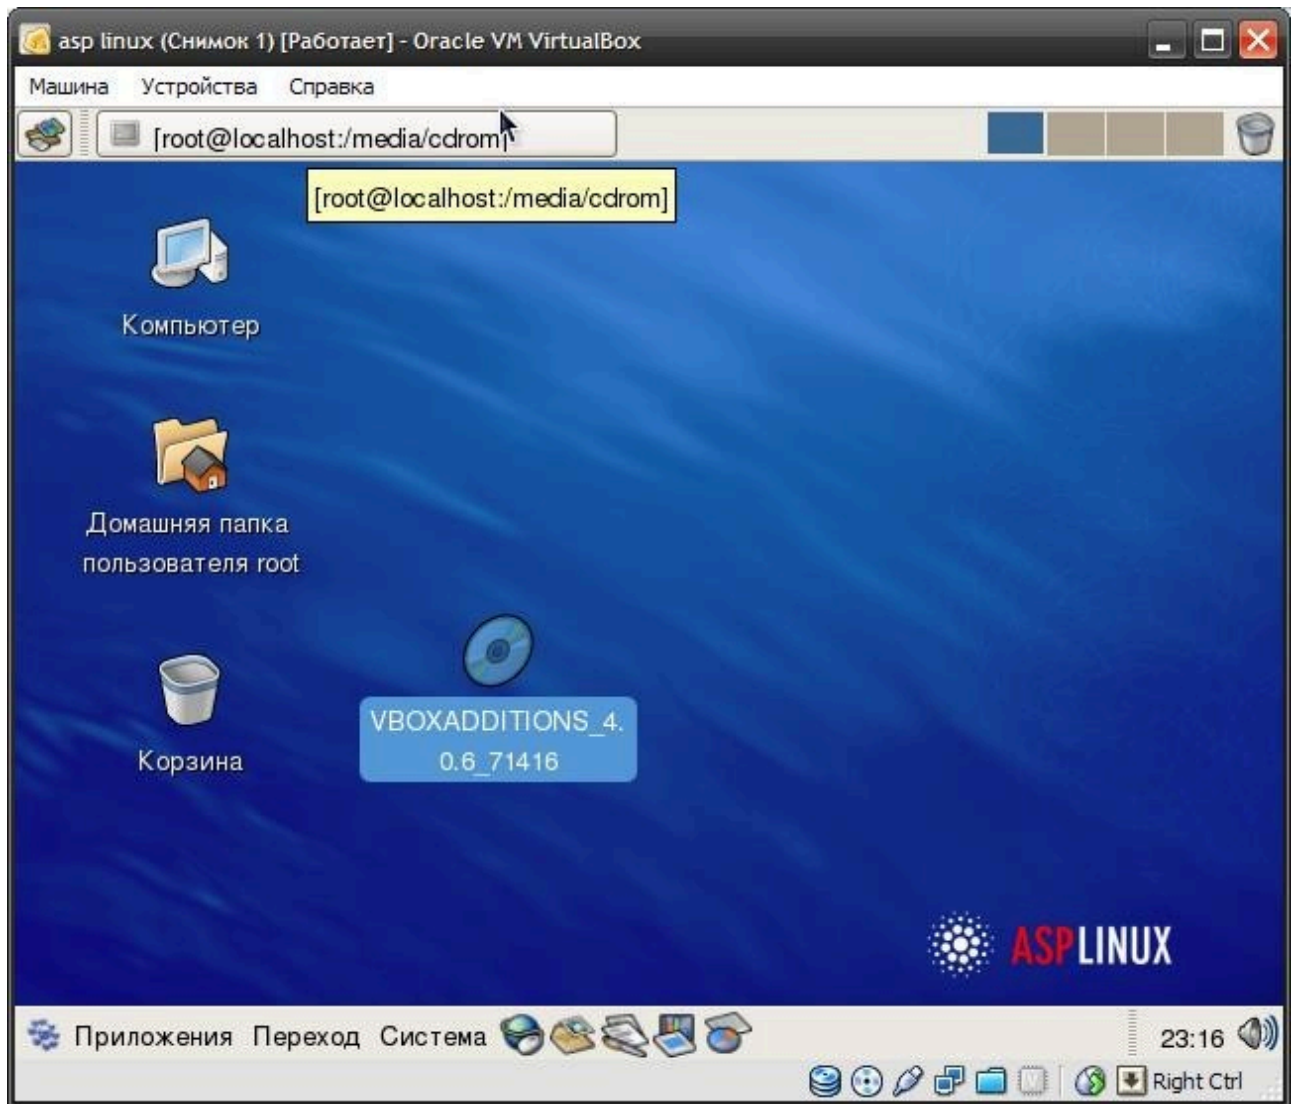 asp linux (Снимок 1) [Работает] - Oracle VM VirtualBox
Машина Устройства Справка
[root@localhost:/media/cdrom]
[root@localhost:/media/cdrom]
Компьютер
Домашняя папка
пользователя root
Корзина
VBOXADDITIONS_4.
0.6_71416
ASPLINUX
Приложения Переход Система 23:16
Right Ctrl